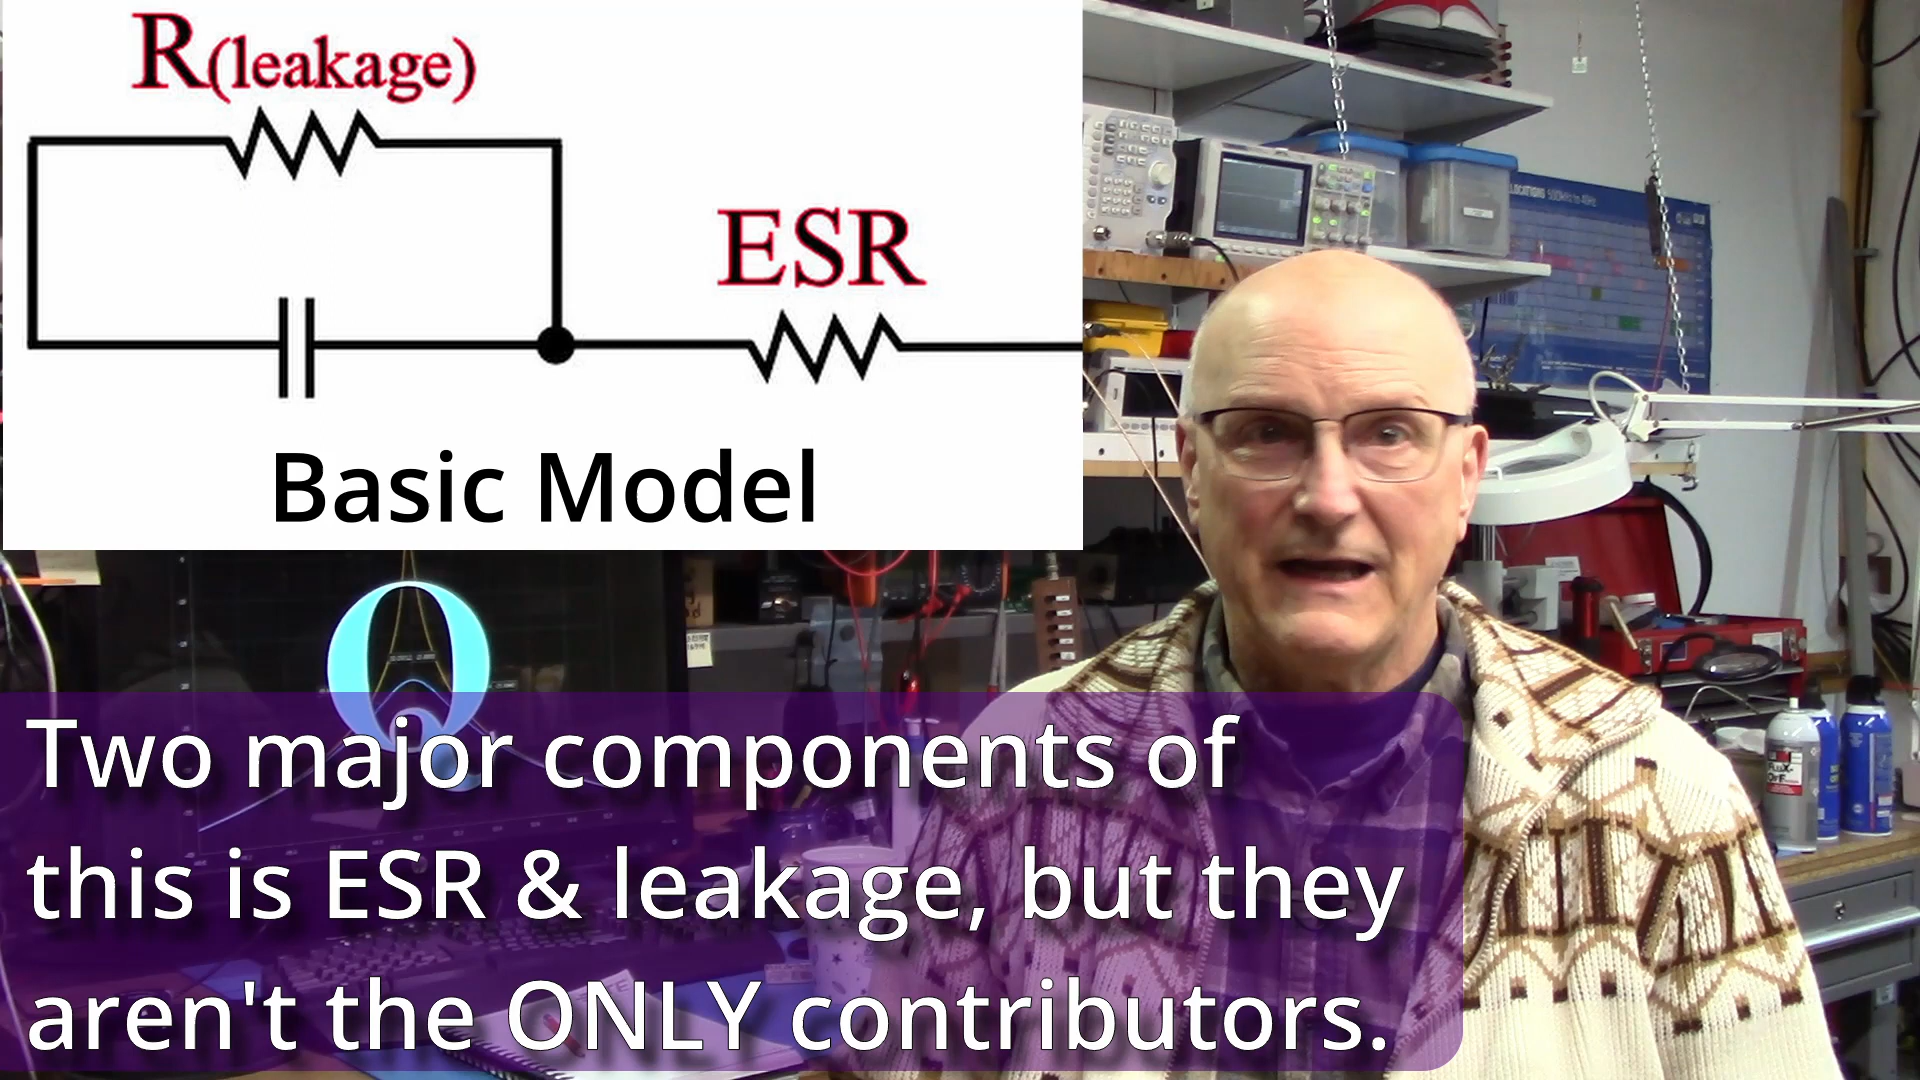 R(leakage)
ESR
Basic Model
Q
Two major components of
this is ESR & leakage, but they
aren't the ONLY contributors.